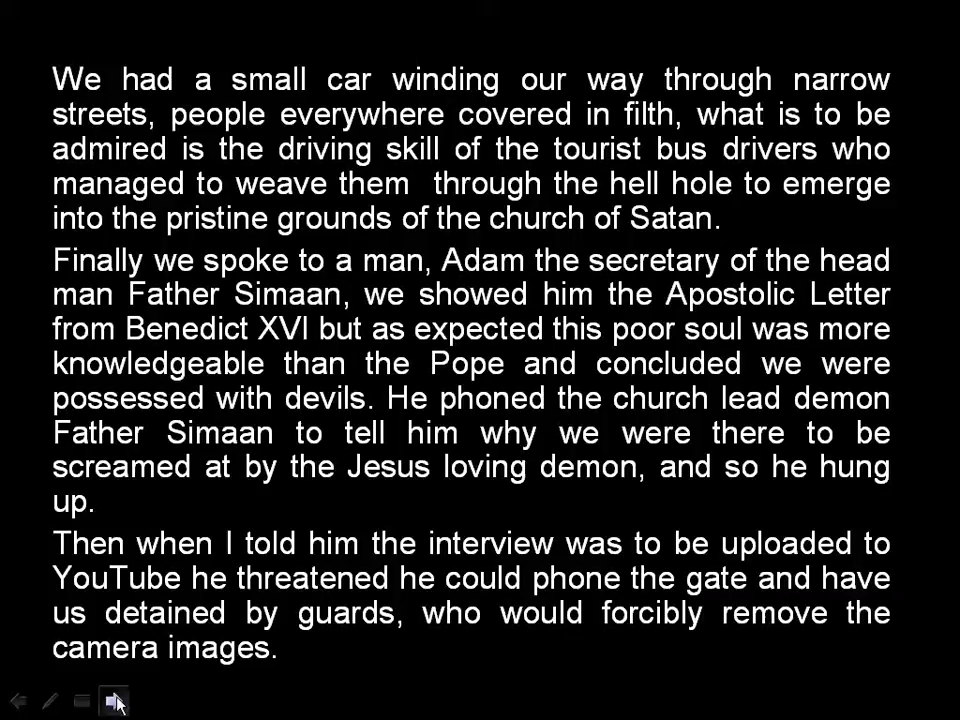 We had a small car winding our way through narrow
streets, people everywhere covered in filth, what is to be
admired is the driving skill of the tourist bus drivers who
managed to weave them through the hell hole to emerge
into the pristine grounds of the church of Satan.
Finally we spoke to a man, Adam the secretary of the head
man Father Simaan, we showed him the Apostolic Letter
from Benedict XVI but as expected this poor soul was more
knowledgeable than the Pope and concluded we were
possessed with devils. He phoned the church lead demon
Father Simaan to tell him why we were there to be
screamed at by the Jesus loving demon, and so he hung
up.
Then when I told him the interview was to be uploaded to
YouTube he threatened he could phone the gate and have
us detained by guards, who would forcibly remove the
camera images.